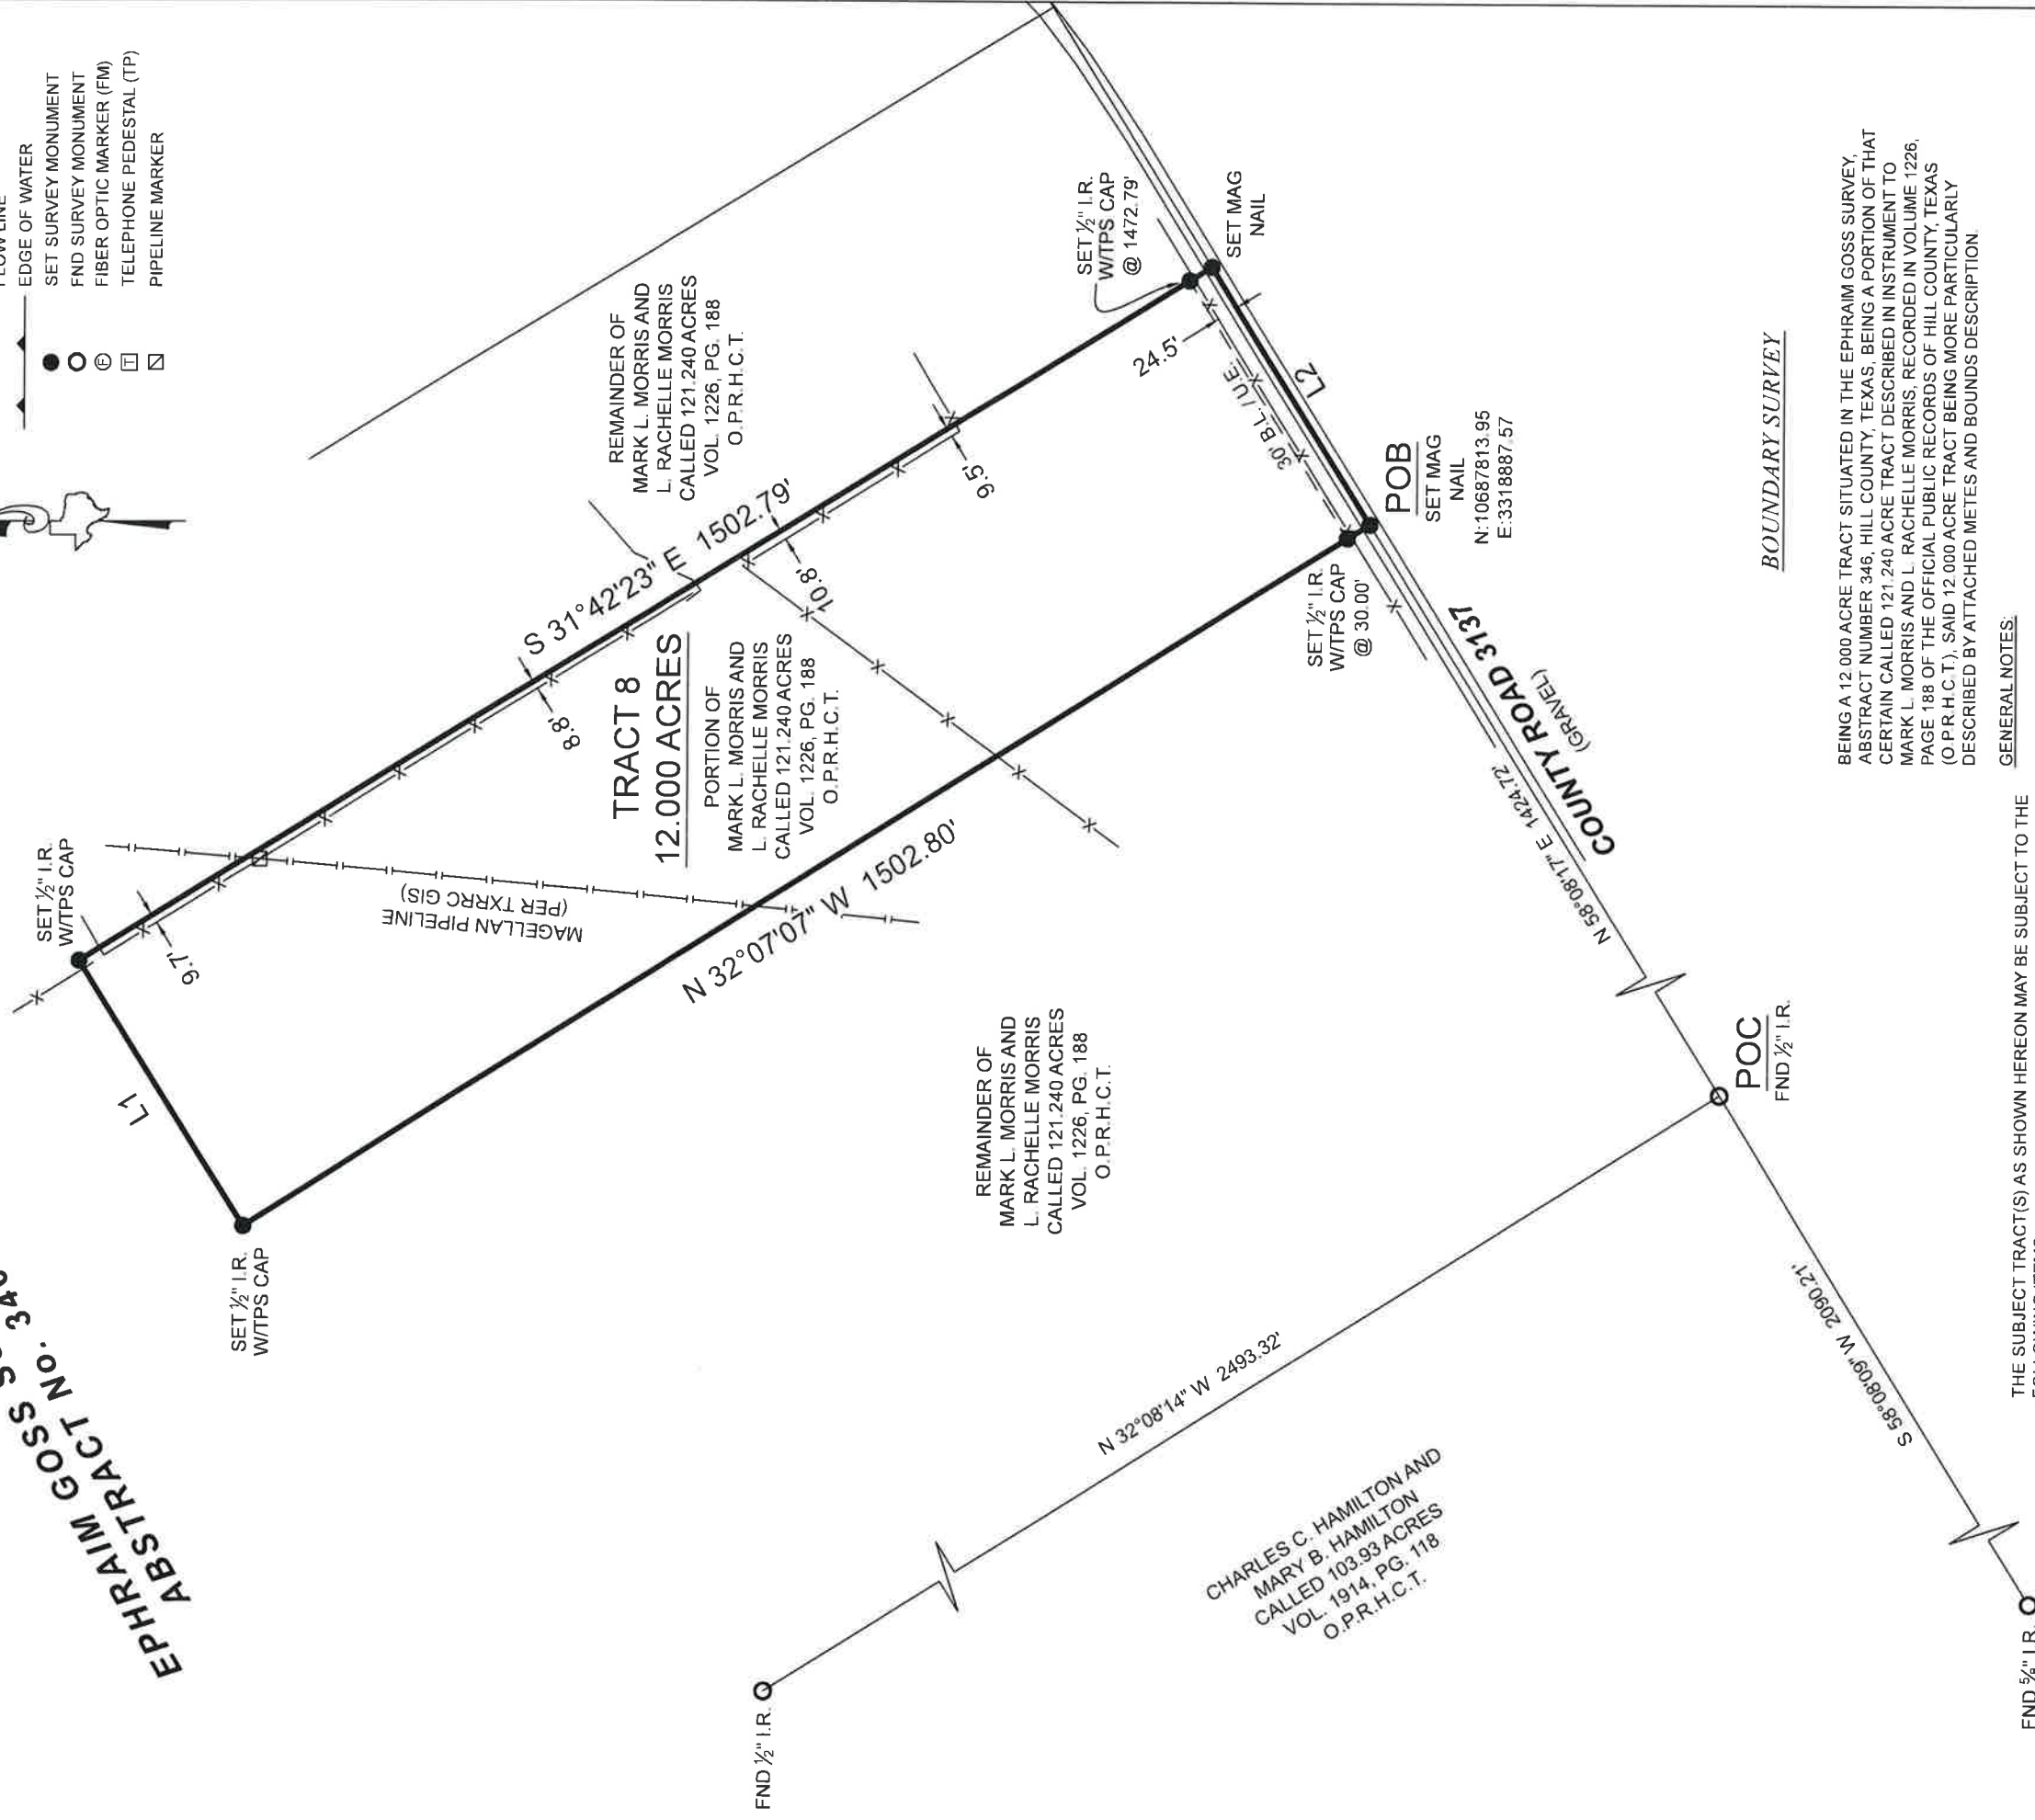 EDGE OF WATER
SET SURVEY MONUMENT
FND SURVEY MONUMENT
Ⓕ FIBER OPTIC MARKER (FM)
T TELEPHONE PEDESTAL (TP)
PIPELINE MARKER
EPHRAIM GOSS
ABSTRACT No. 346
SET ½" I.R.
W/TPS CAP
L1
SET ½" I.R.
W/TPS CAP
9.7'
MAGELLAN PIPELINE
(PER TXRRC GIS)
8.8'
S 31°42'23" E 1502.79'
10.8'
9.5'
REMAINDER OF
MARK L. MORRIS AND
L. RACHELLE MORRIS
CALLED 121.240 ACRES
VOL. 1226, PG. 188
O.P.R.H.C.T.
TRACT 8
12.000 ACRES
PORTION OF
MARK L. MORRIS AND
L. RACHELLE MORRIS
CALLED 121.240 ACRES
VOL. 1226, PG. 188
O.P.R.H.C.T.
N 32°07'07" W 1502.80'
REMAINDER OF
MARK L. MORRIS AND
L. RACHELLE MORRIS
CALLED 121.240 ACRES
VOL. 1226, PG. 188
O.P.R.H.C.T.
SET ½" I.R.
W/TPS CAP
@ 1472.79'
SET MAG
NAIL
24.5'
30' B.L. / U.E.
L2
SET ½" I.R.
W/TPS CAP
@ 30.00'
POB
SET MAG
NAIL
N:10687813.95
E:3318887.57
COUNTY ROAD 3137
(GRAVEL)
N 58°08'17" E 1424.72'
POC
FND ½" I.R.
N 32°08'14" W 2493.32'
FND ½" I.R.
CHARLES C. HAMILTON AND
MARY B. HAMILTON
CALLED 103.93 ACRES
VOL. 1914, PG. 118
O.P.R.H.C.T.
S 58°08'09" W 2090.21'
FND ⅝" I.R.
BOUNDARY SURVEY
BEING A 12.000 ACRE TRACT SITUATED IN THE EPHRAIM GOSS SURVEY,
ABSTRACT NUMBER 346, HILL COUNTY, TEXAS, BEING A PORTION OF THAT
CERTAIN CALLED 121.240 ACRE TRACT DESCRIBED IN INSTRUMENT TO
MARK L. MORRIS AND L. RACHELLE MORRIS, RECORDED IN VOLUME 1226,
PAGE 188 OF THE OFFICIAL PUBLIC RECORDS OF HILL COUNTY, TEXAS
(O.P.R.H.C.T.), SAID 12.000 ACRE TRACT BEING MORE PARTICULARLY
DESCRIBED BY ATTACHED METES AND BOUNDS DESCRIPTION.
GENERAL NOTES:
THE SUBJECT TRACT(S) AS SHOWN HEREON MAY BE SUBJECT TO THE